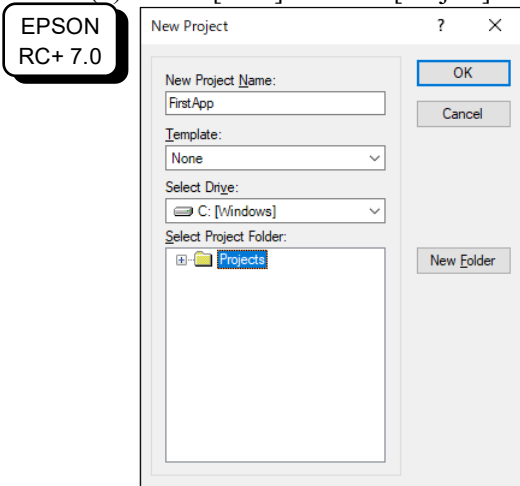 EPSON
RC+ 7.0
New Project
?
OK
New Project Name:
FirstApp
Cancel
Template:
None
Select Drive:
C: [Windows]
Select Project Folder:
Projects
New Folder